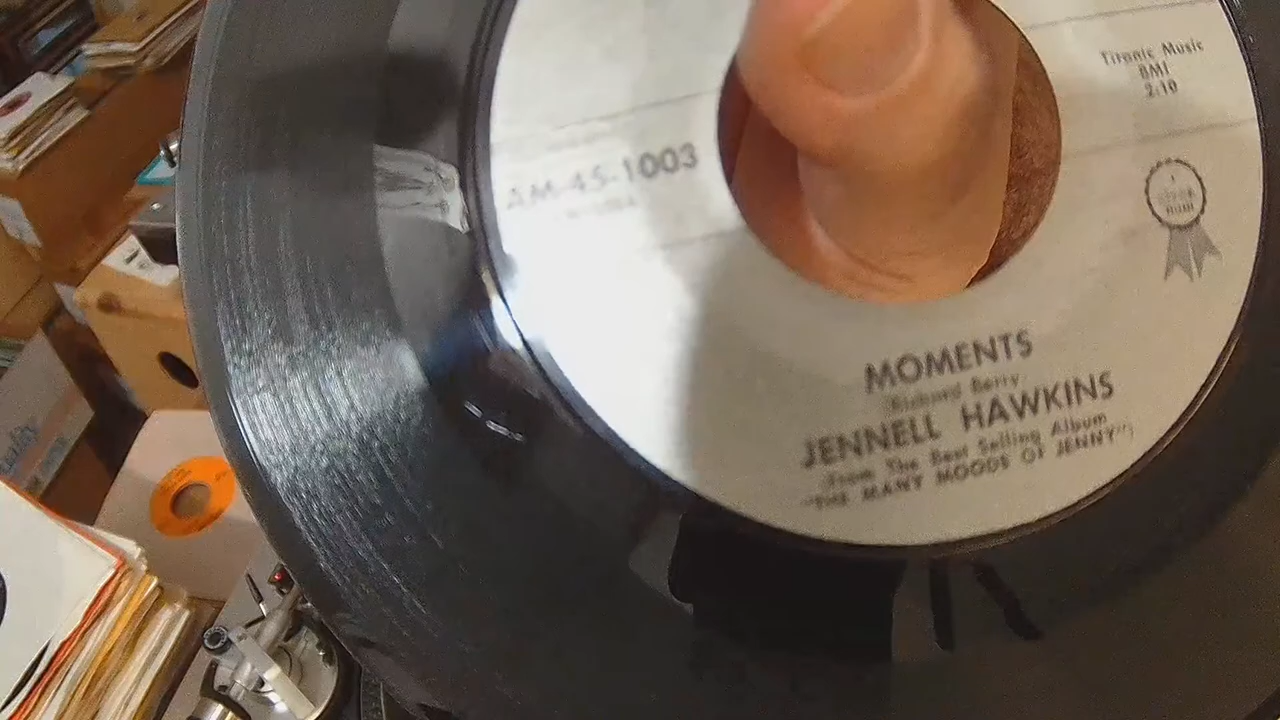 Titanic Music
BMI
2:10
AM-45-1003
MOMENTS
(Richard Berry)
JENNELL HAWKINS
(From The Best Selling Album
"THE MANY MOODS OF JENNY")